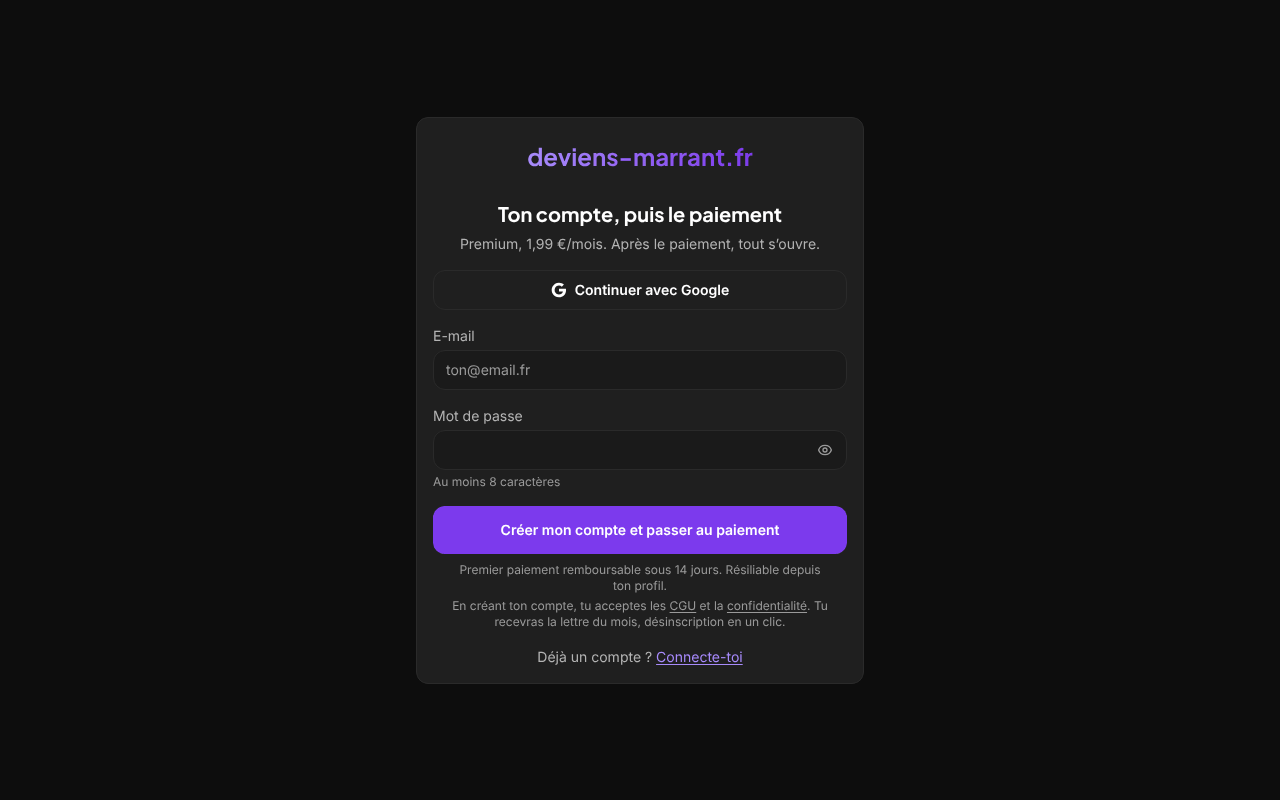 deviens-marrant.fr
Ton compte, puis le paiement
Premium, 1,99 €/mois. Après le paiement, tout s’ouvre.
Continuer avec Google
E-mail
ton@email.fr
Mot de passe
Au moins 8 caractères
Créer mon compte et passer au paiement
Premier paiement remboursable sous 14 jours. Résiliable depuis
ton profil.
En créant ton compte, tu acceptes les CGU et la confidentialité. Tu
recevras la lettre du mois, désinscription en un clic.
Déjà un compte ? Connecte-toi